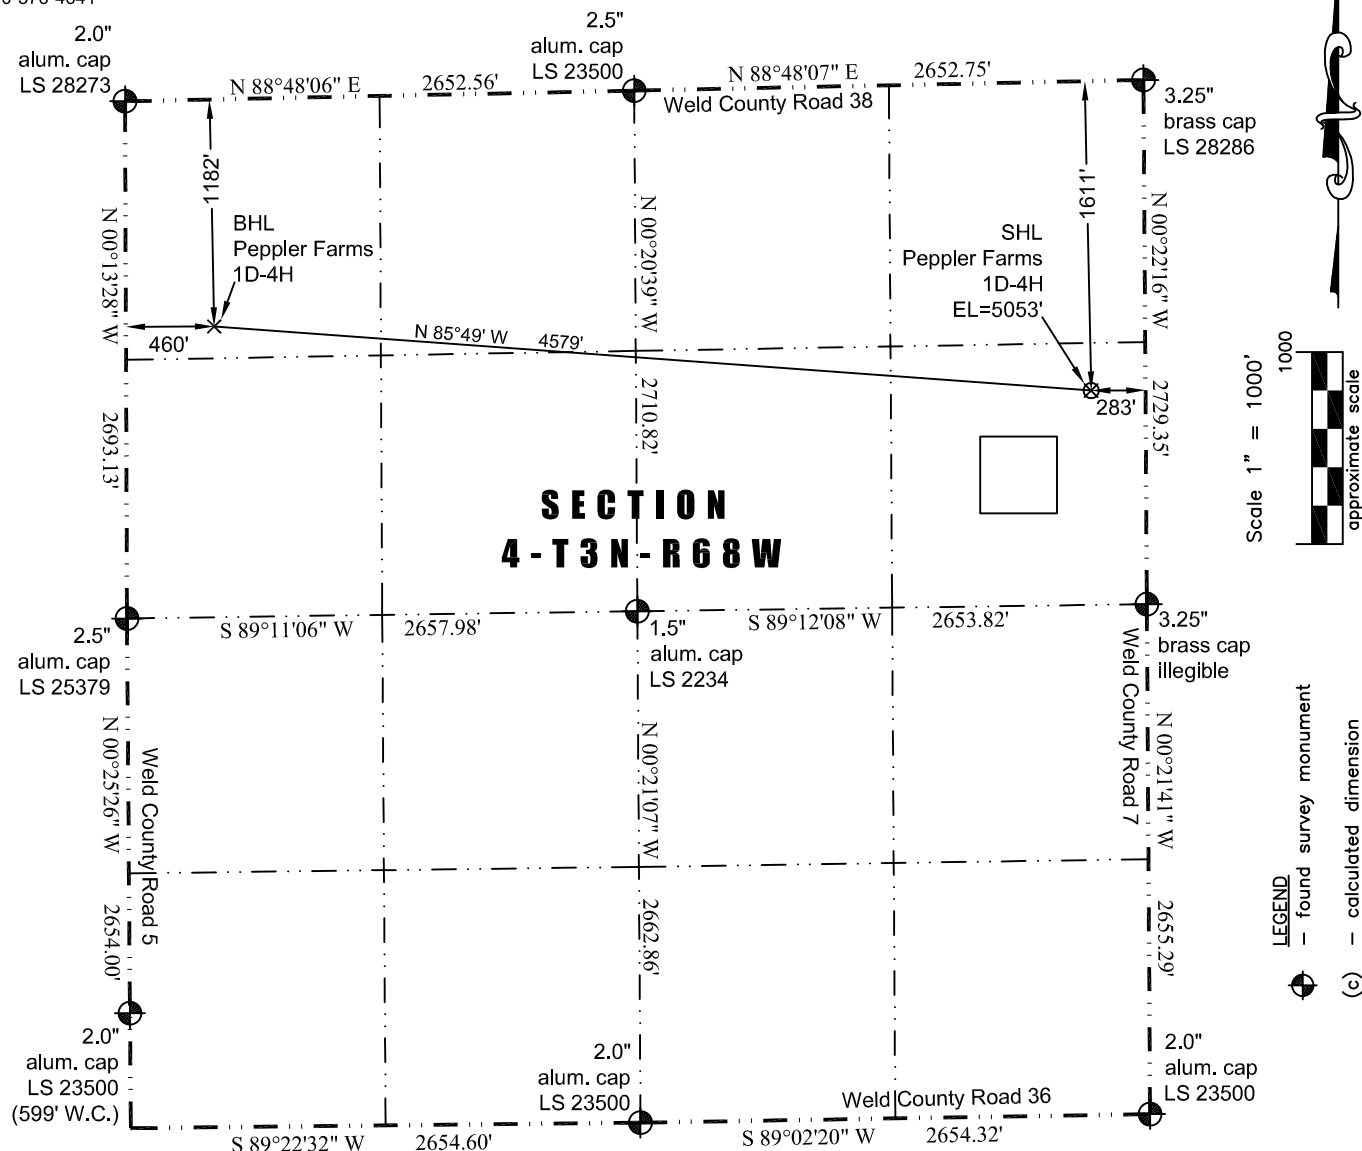 2.0"
alum. cap
LS 28273
2.5"
alum. cap
LS 23500
N 88°48'06" E
2652.56'
N 88°48'07" E
2652.75'
Weld County Road 38
3.25"
brass cap
LS 28286
1182'
1611'
BHL
Peppler Farms
1D-4H
SHL
Peppler Farms
1D-4H
EL=5053'
N 00°13'28" W
2693.13'
N 00°20'39" W
2710.82'
N 00°22'16" W
2729.35'
460'
N 85°49' W
4579'
283'
Scale 1" = 1000'
1000
approximate scale
SECTION
4-T3N-R68W
S 89°11'06" W
2657.98'
S 89°12'08" W
2653.82'
2.5"
alum. cap
LS 25379
1.5"
alum. cap
LS 2234
3.25"
brass cap
illegible
N 00°25'26" W
2654.00'
Weld County Road 5
N 00°21'07" W
2662.86'
Weld County Road 7
N 00°21'41" W
2655.29'
LEGEND
- found survey monument
(c) - calculated dimension
2.0"
alum. cap
LS 23500
(599' W.C.)
2.0"
alum. cap
LS 23500
2.0"
alum. cap
LS 23500
Weld County Road 36
S 89°22'32" W
2654.60'
S 89°02'20" W
2654.32'